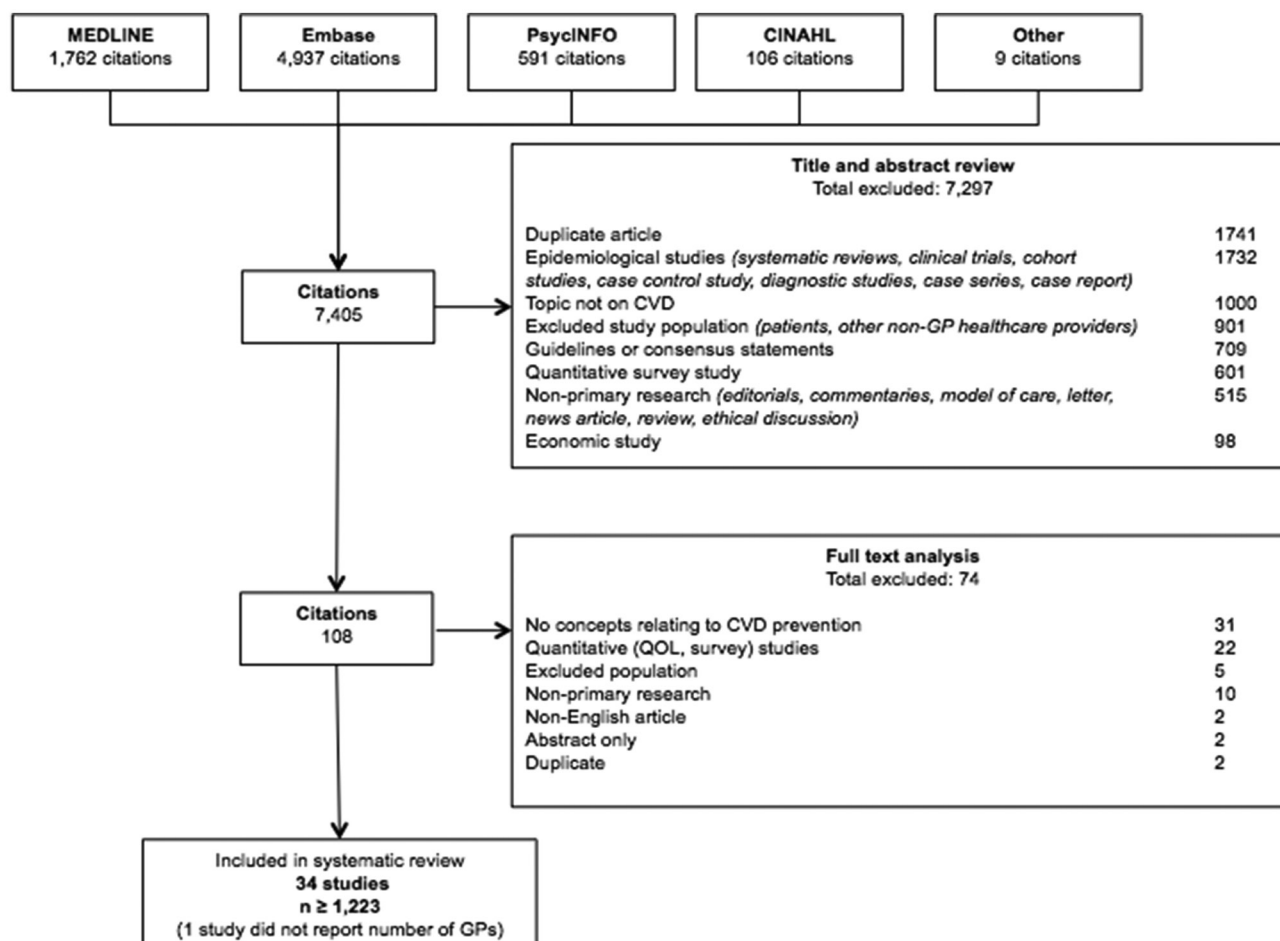 MEDLINE
1,762 citations
Embase
4,937 citations
PsycINFO
591 citations
CINAHL
106 citations
Other
9 citations
Title and abstract review
Total excluded: 7,297
Duplicate article 1741
Epidemiological studies (systematic reviews, clinical trials, cohort 1732
studies, case control study, diagnostic studies, case series, case report)
Topic not on CVD 1000
Excluded study population (patients, other non-GP healthcare providers) 901
Guidelines or consensus statements 709
Quantitative survey study 601
Non-primary research (editorials, commentaries, model of care, letter, 515
news article, review, ethical discussion)
Economic study 98
Citations
7,405
Full text analysis
Total excluded: 74
No concepts relating to CVD prevention 31
Quantitative (QOL, survey) studies 22
Excluded population 5
Non-primary research 10
Non-English article 2
Abstract only 2
Duplicate 2
Citations
108
Included in systematic review
34 studies
n ≥ 1,223
(1 study did not report number of GPs)